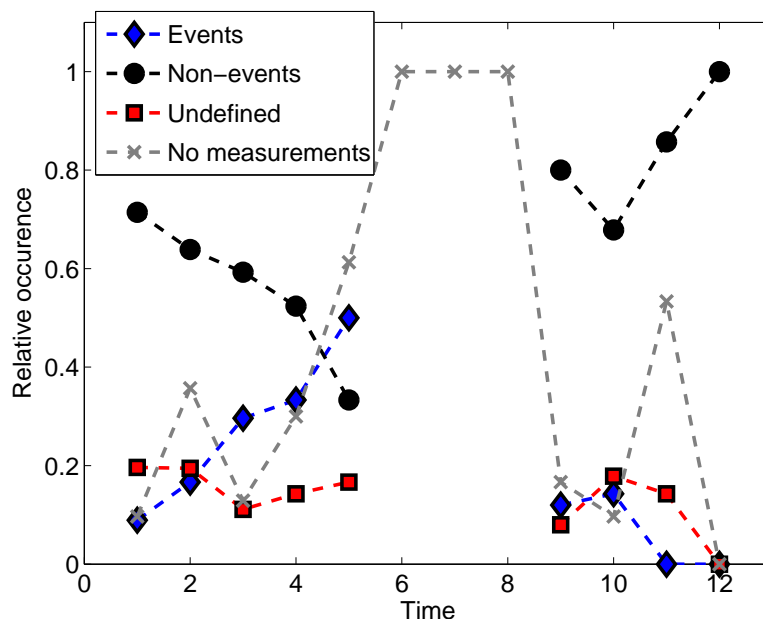 Events
Non−events
Undefined
No measurements
1
0.8
0.6
0.4
0.2
0
Relative occurence
0 2 4 6 8 10 12
Time